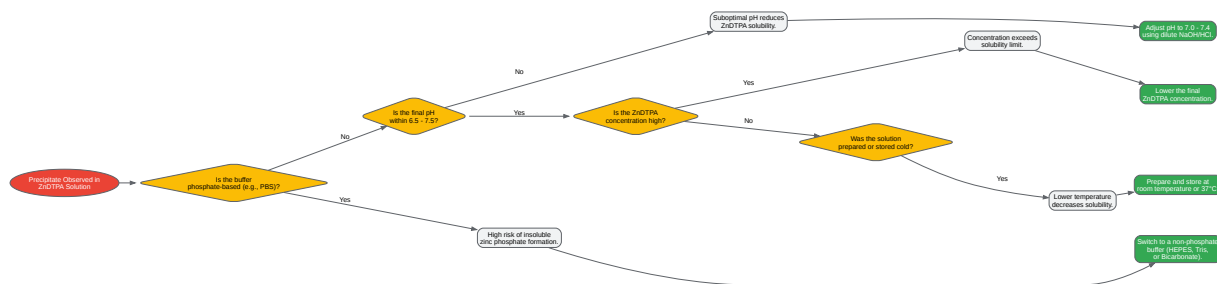 Suboptimal pH reduces
ZnDTPA solubility.
Adjust pH to 7.0 - 7.4
using dilute NaOH/HCl.
Concentration exceeds
solubility limit.
No
Yes
Lower the final
ZnDTPA concentration.
Is the final pH
within 6.5 - 7.5?
Yes
Is the ZnDTPA
concentration high?
No
No
Was the solution
prepared or stored cold?
Precipitate Observed in
ZnDTPA Solution
Is the buffer
phosphate-based (e.g., PBS)?
Yes
Prepare and store at
room temperature or 37°C.
Yes
Lower temperature
decreases solubility.
High risk of insoluble
zinc phosphate formation.
Switch to a non-phosphate
buffer (HEPES, Tris,
or Bicarbonate).